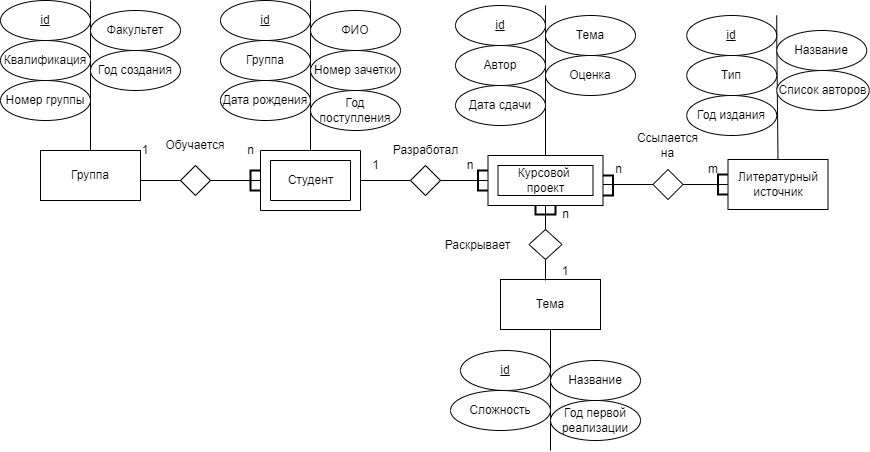 id
Факультет
Квалификация
Год создания
Номер группы
id
ФИО
Группа
Номер зачетки
Дата рождения
Год
поступления
id
Тема
Автор
Оценка
Дата сдачи
id
Название
Тип
Список авторов
Год издания
Группа
1
Обучается
n
Студент
1
Разработал
n
Курсовой
проект
n
Ссылается
на
m
Литературный
источник
n
Раскрывает
1
Тема
id
Название
Сложность
Год первой
реализации